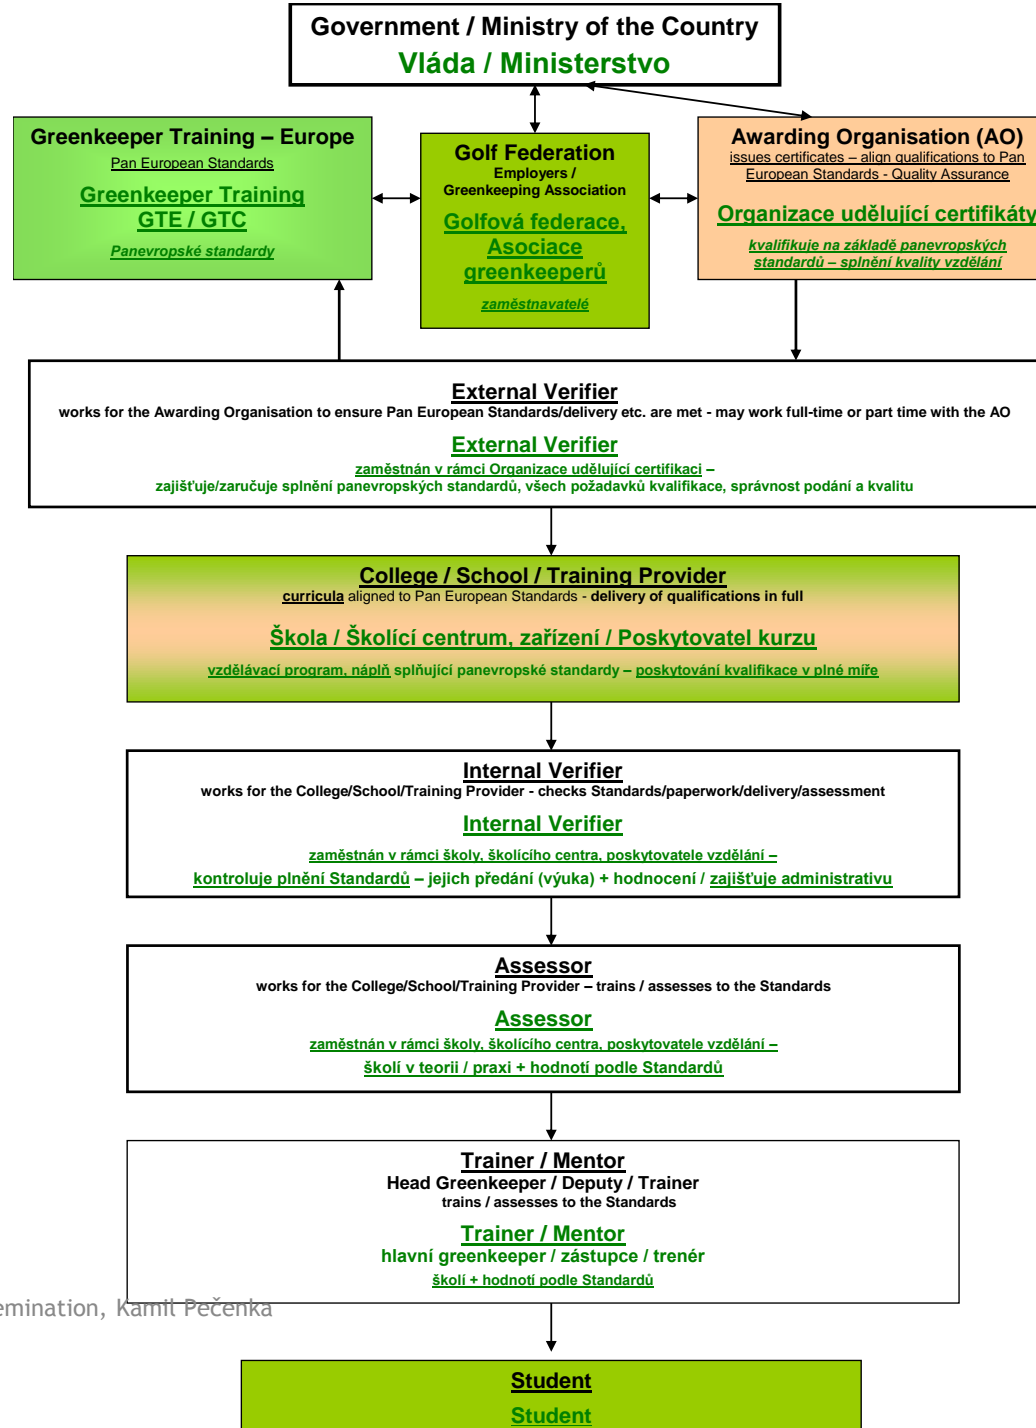 Government / Ministry of the Country
Vláda / Ministerstvo
Greenkeeper Training – Europe
Pan European Standards
Greenkeeper Training
GTE / GTC
Panevropské standardy
Golf Federation
Employers /
Greenkeeping Association
Golfová federace,
Asociace
greenkeeperů
zaměstnavatelé
Awarding Organisation (AO)
issues certificates – align qualifications to Pan
European Standards - Quality Assurance
Organizace udělující certifikáty
kvalifikuje na základě panevropských
standardů – splnění kvality vzdělání
External Verifier
works for the Awarding Organisation to ensure Pan European Standards/delivery etc. are met - may work full-time or part time with the AO
External Verifier
zaměstnán v rámci Organizace udělující certifikaci –
zajišťuje/zaručuje splnění panevropských standardů, všech požadavků kvalifikace, správnost podání a kvalitu
College / School / Training Provider
curricula aligned to Pan European Standards - delivery of qualifications in full
Škola / Školící centrum, zařízení / Poskytovatel kurzu
vzdělávací program, náplň splňující panevropské standardy – poskytování kvalifikace v plné míře
Internal Verifier
works for the College/School/Training Provider - checks Standards/paperwork/delivery/assessment
Internal Verifier
zaměstnán v rámci školy, školícího centra, poskytovatele vzdělání –
kontroluje plnění Standardů – jejich předání (výuka) + hodnocení / zajišťuje administrativu
Assessor
works for the College/School/Training Provider – trains / assesses to the Standards
Assessor
zaměstnán v rámci školy, školícího centra, poskytovatele vzdělání –
školí v teorii / praxi + hodnotí podle Standardů
Trainer / Mentor
Head Greenkeeper / Deputy / Trainer
trains / assesses to the Standards
Trainer / Mentor
hlavní greenkeeper / zástupce / trenér
školí + hodnotí podle Standardů
emination, Kamil Pečenka
Student
Student